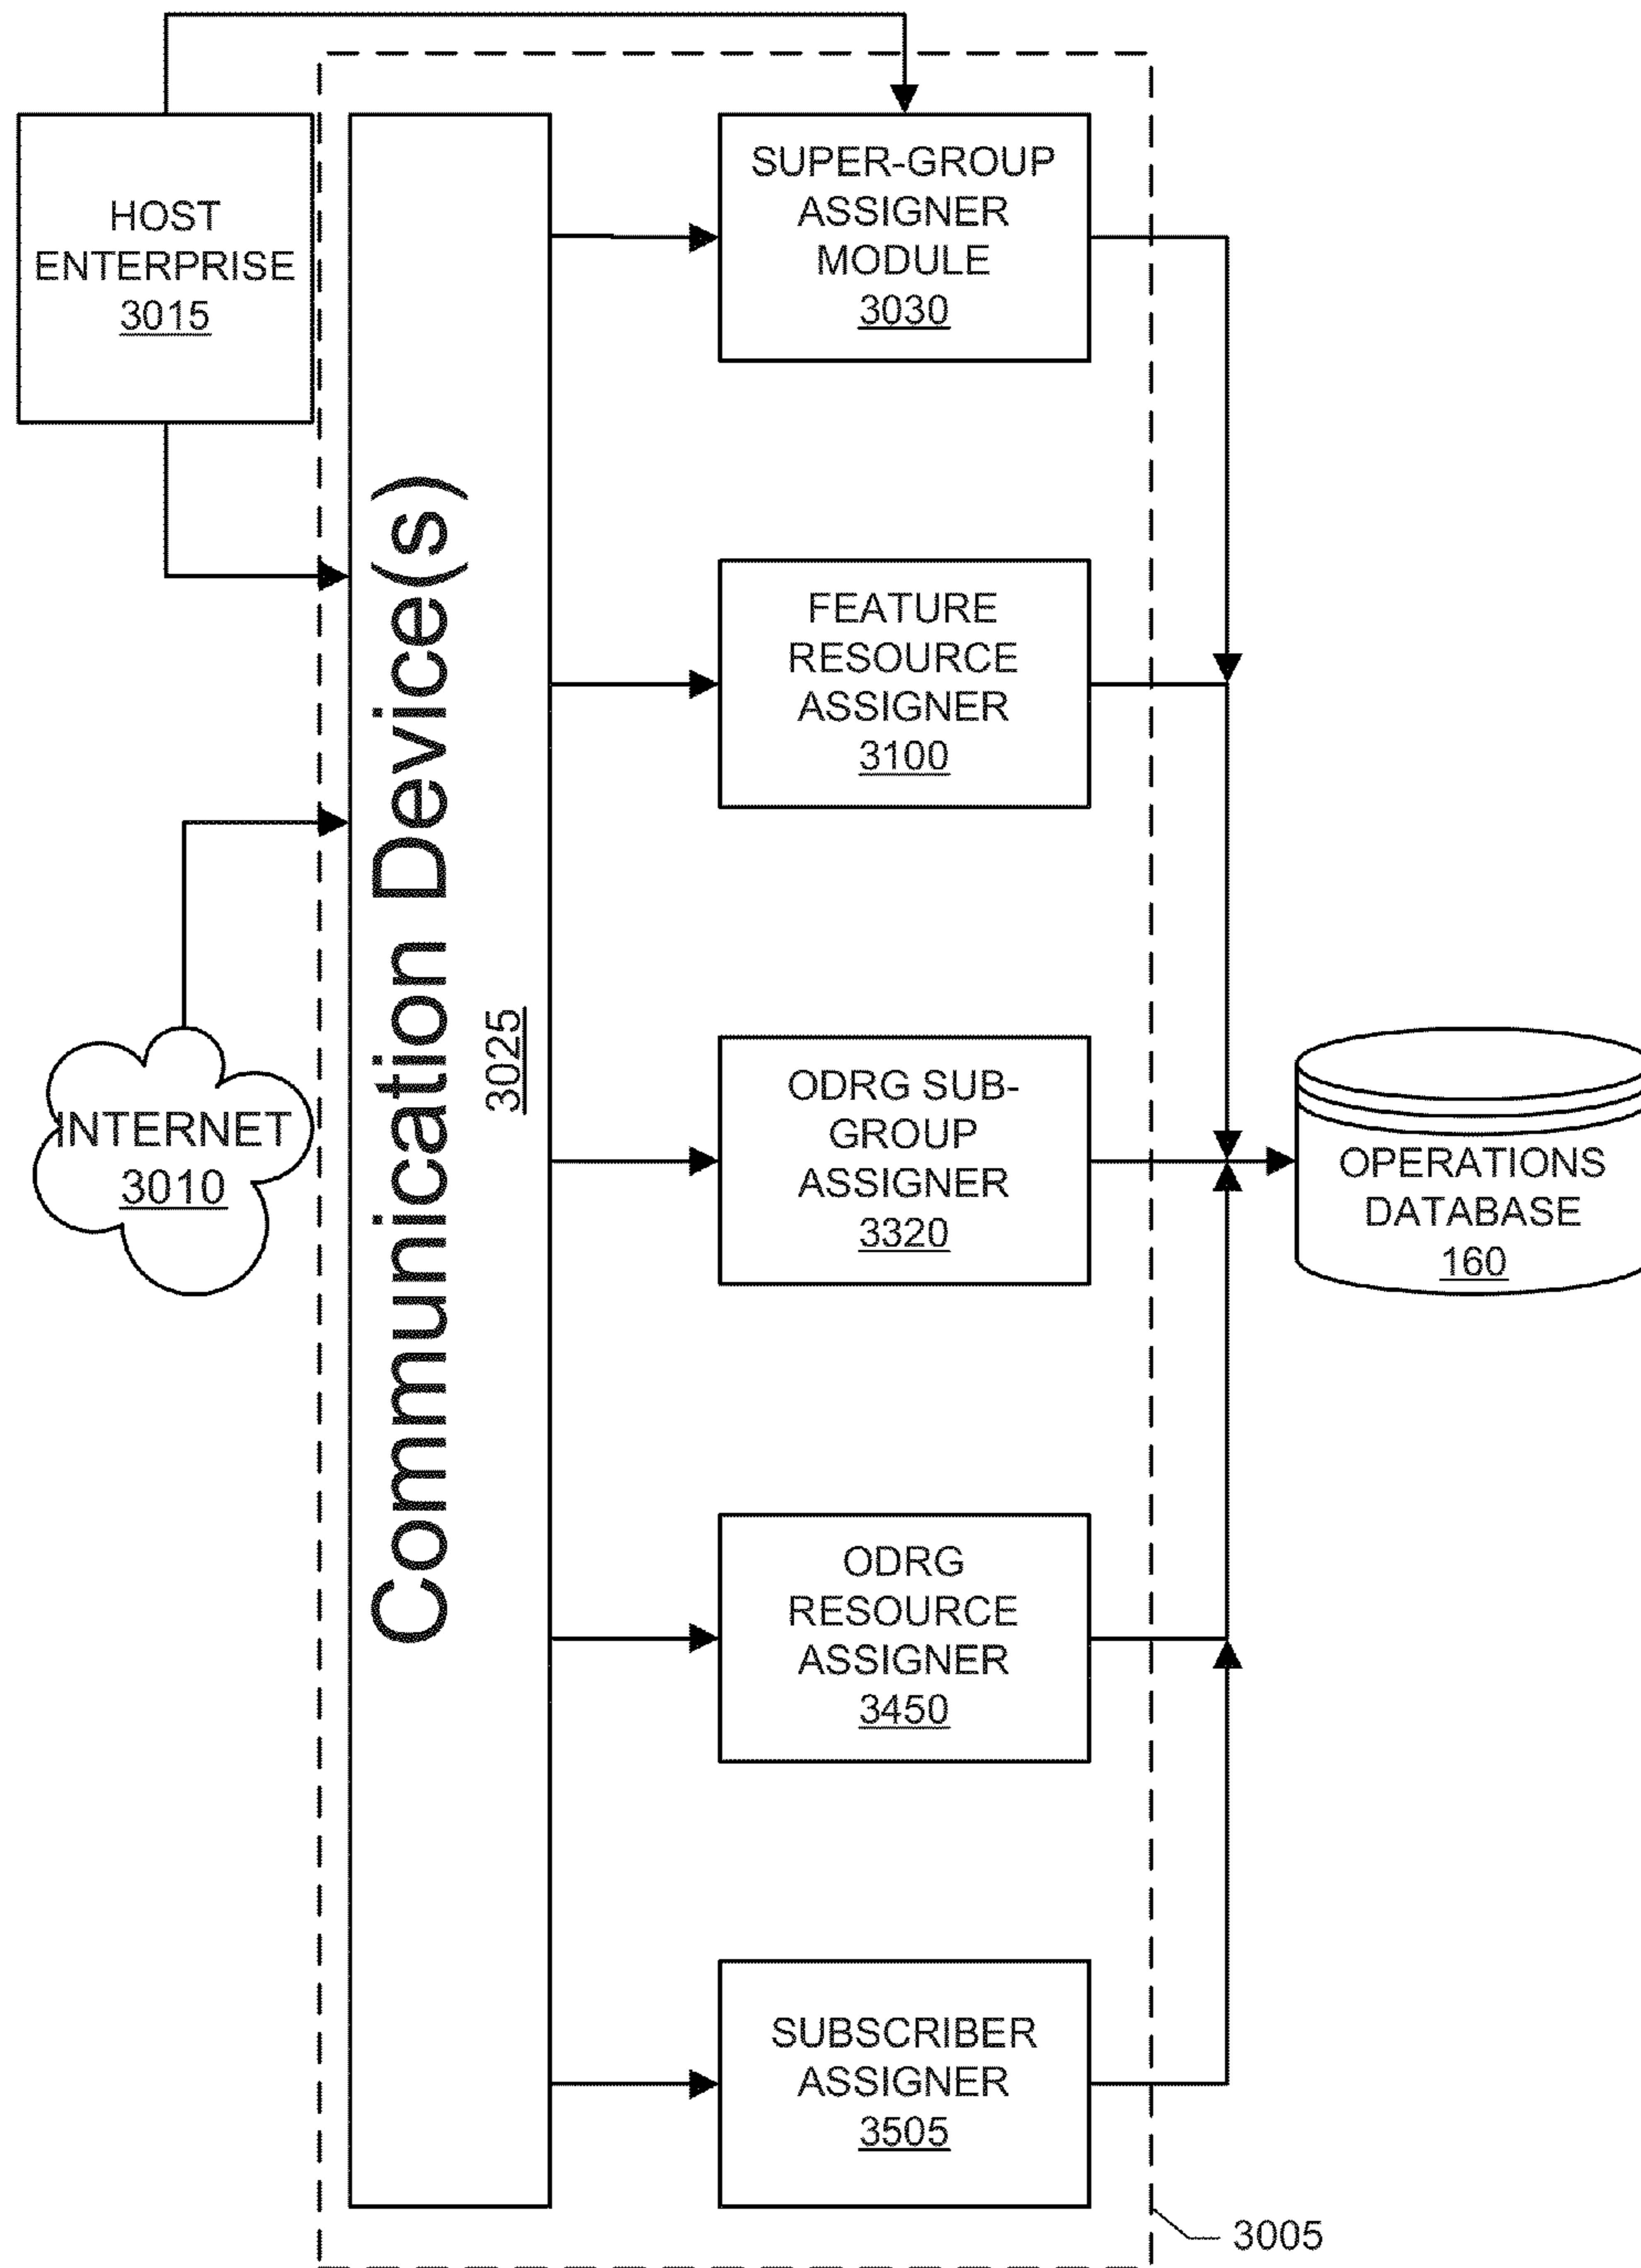 HOST
ENTERPRISE
3015
SUPER-GROUP
ASSIGNER
MODULE
3030
Communication Device(s)
3025
FEATURE
RESOURCE
ASSIGNER
3100
INTERNET
3010
ODRG SUB-
GROUP
ASSIGNER
3320
OPERATIONS
DATABASE
160
ODRG
RESOURCE
ASSIGNER
3450
SUBSCRIBER
ASSIGNER
3505
3005